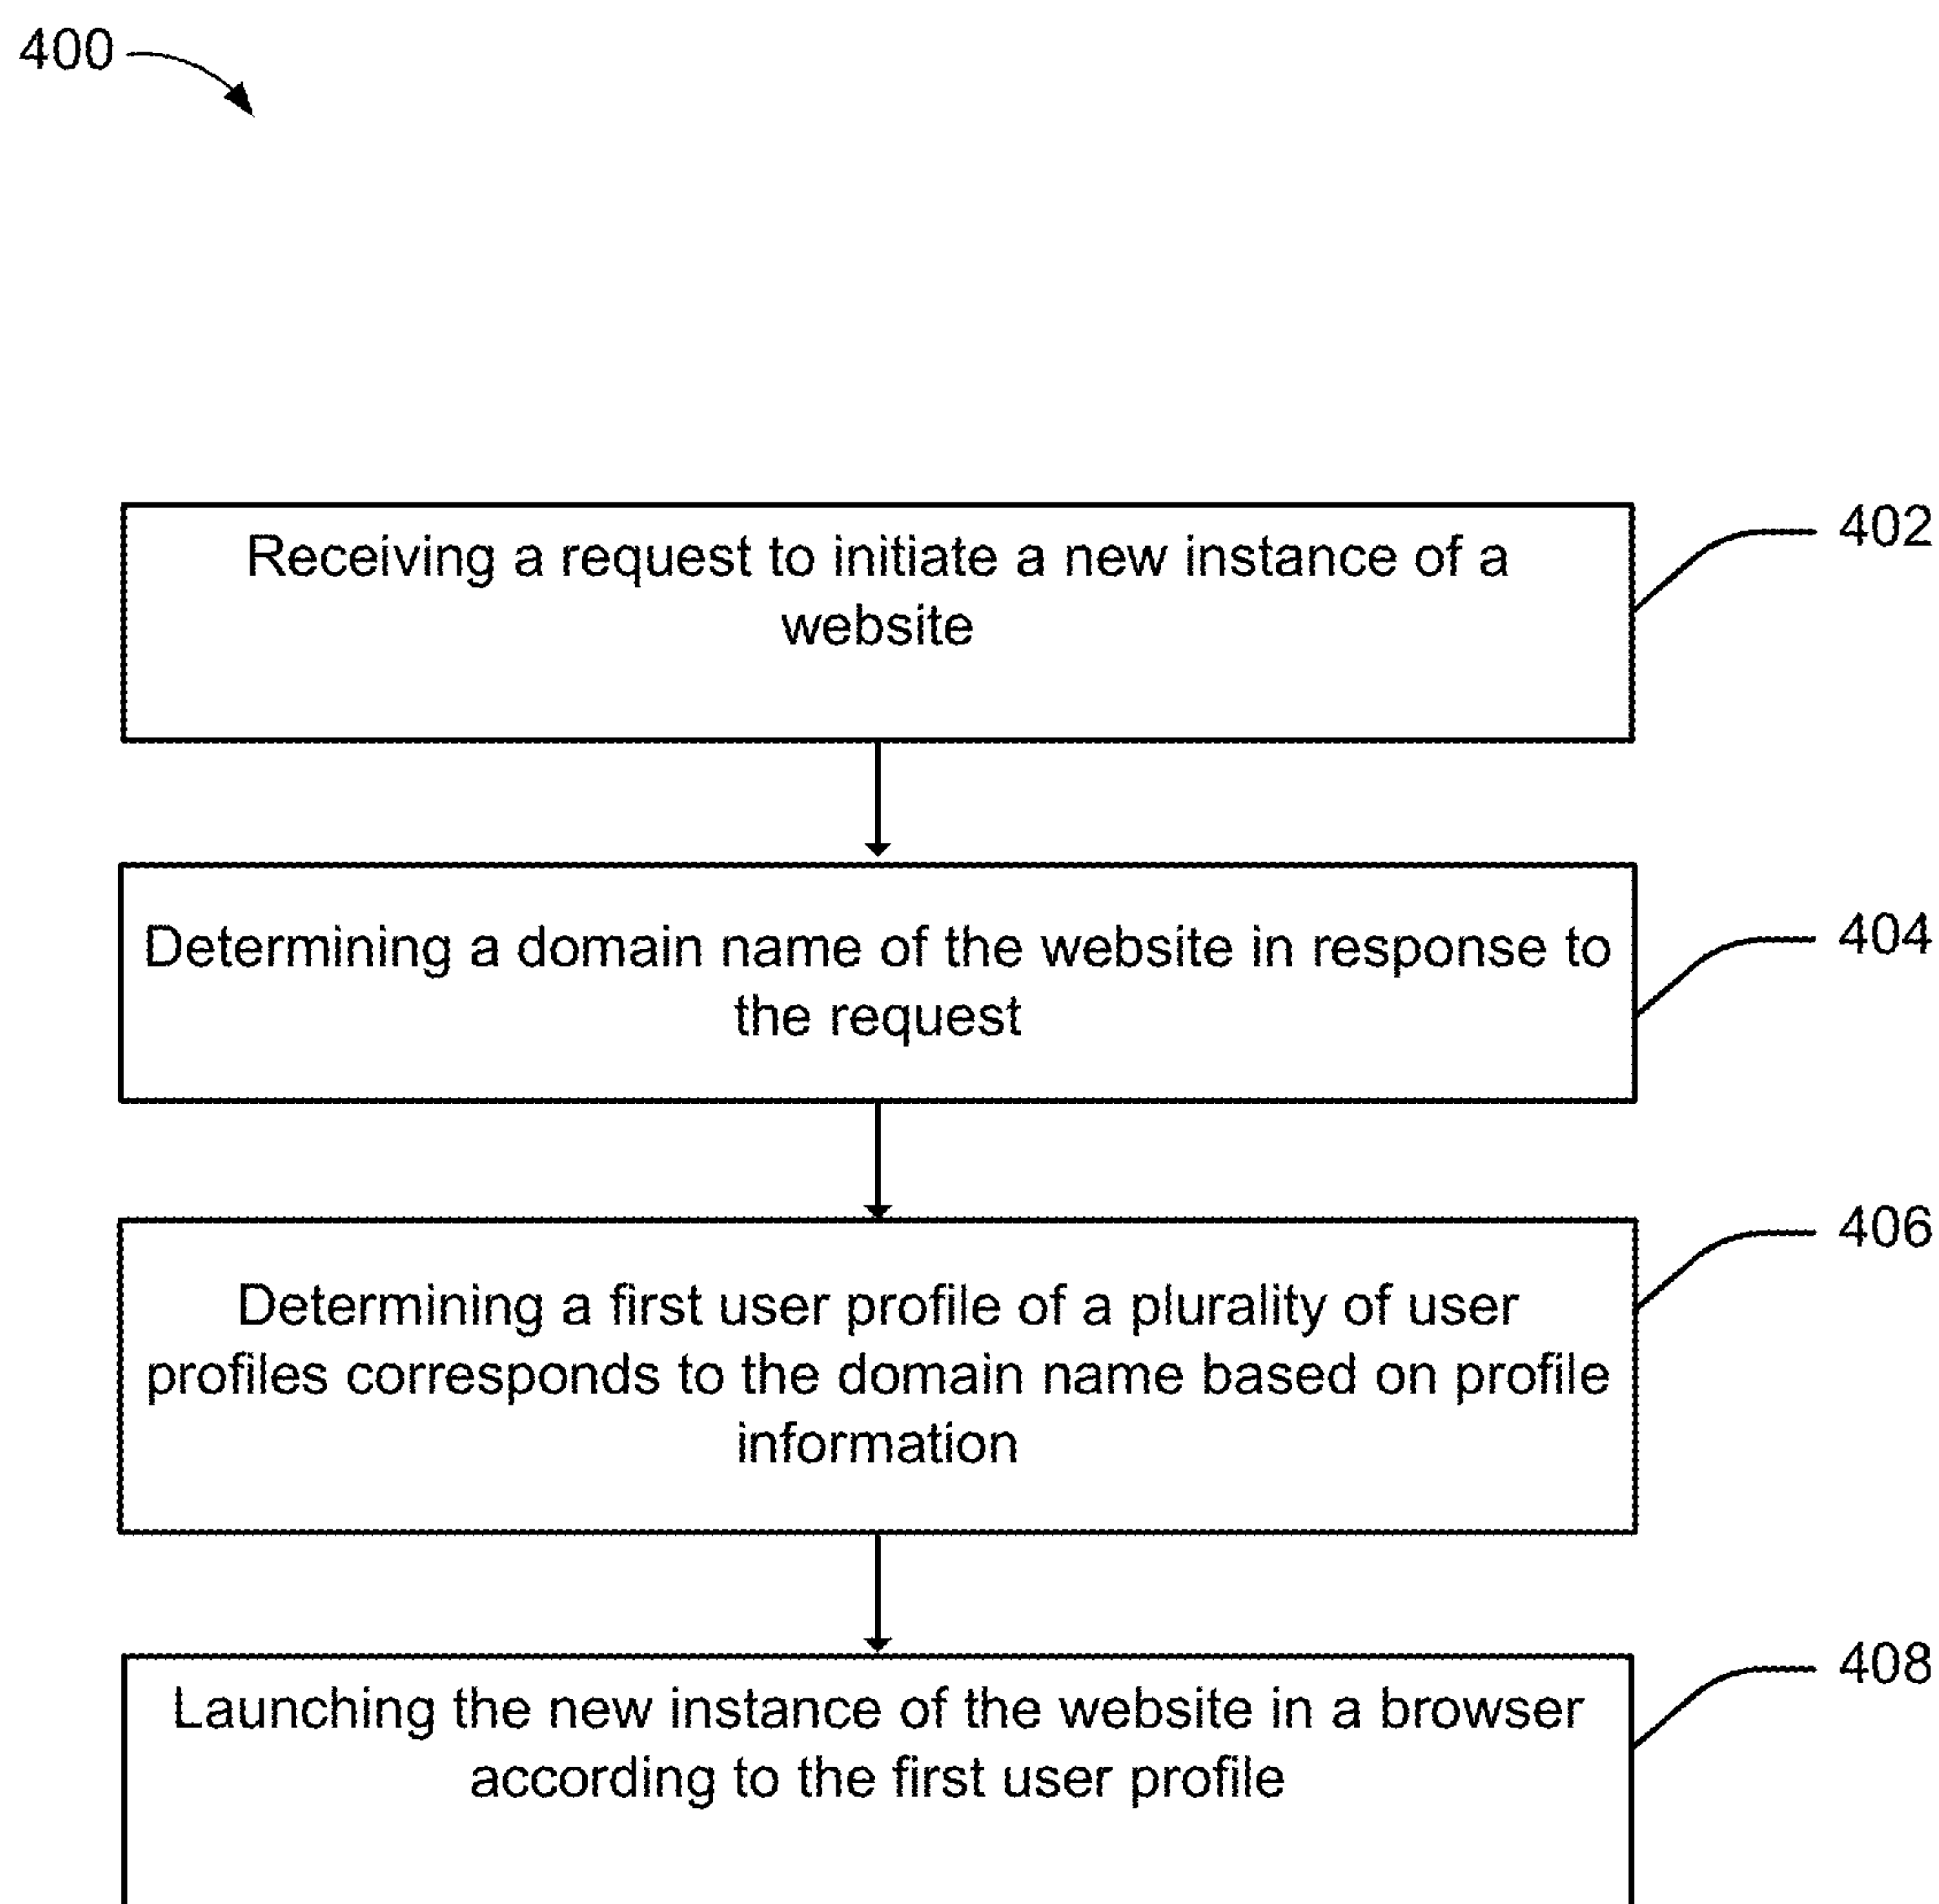 400
Receiving a request to initiate a new instance of a
website
402
Determining a domain name of the website in response to
the request
404
Determining a first user profile of a plurality of user
profiles corresponds to the domain name based on profile
information
406
Launching the new instance of the website in a browser
according to the first user profile
408